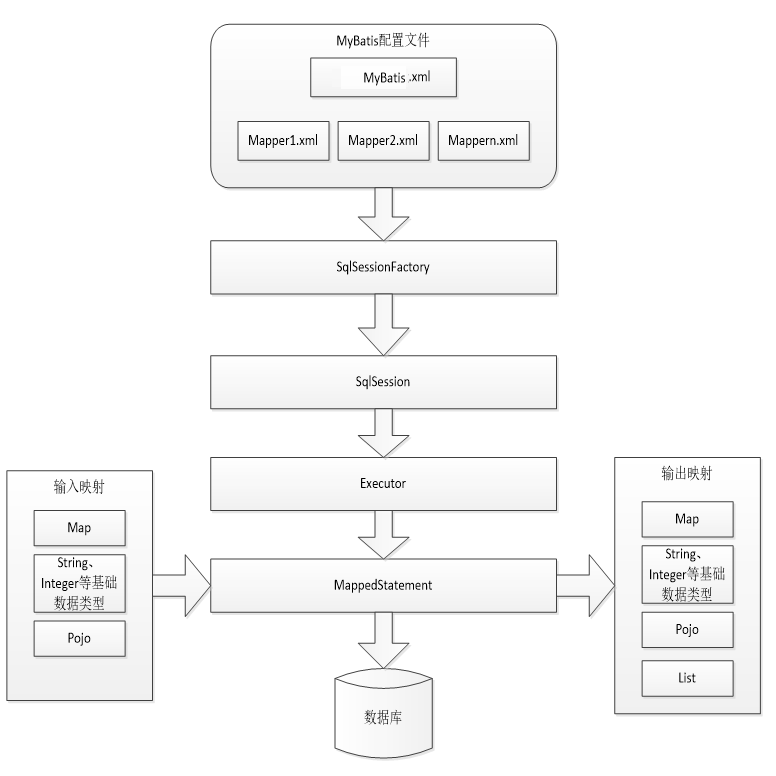 MyBatis配置文件
MyBatis .xml
Mapper1.xml
Mapper2.xml
Mappern.xml
SqlSessionFactory
SqlSession
Executor
输入映射
Map
String、
Integer等基础
数据类型
Pojo
MappedStatement
输出映射
Map
String、
Integer等基础
数据类型
Pojo
List
数据库